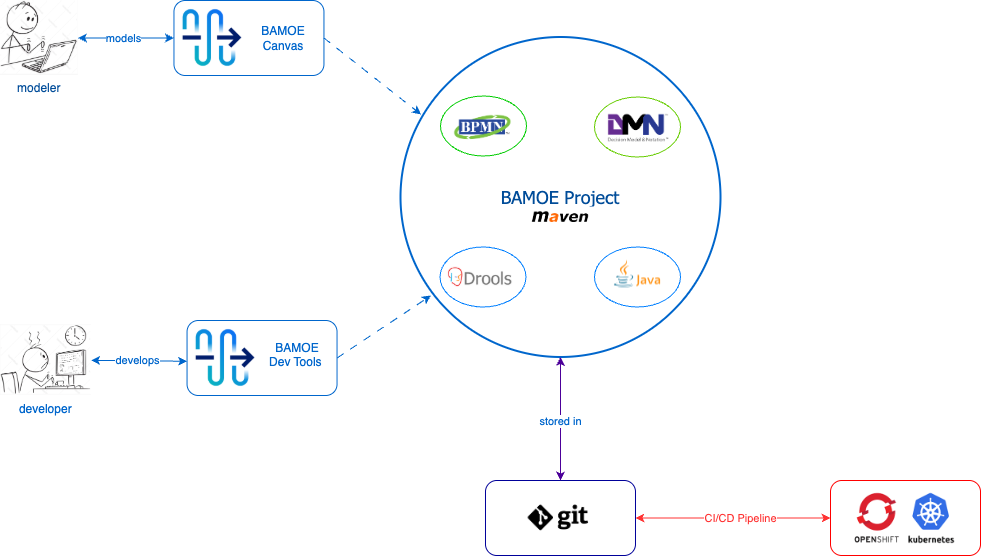 models
BAMOE
Canvas
modeler
BPMN
DMN
Decision Model & Notation
BAMOE Project
maven
Drools
Java
develops
BAMOE
Dev Tools
developer
stored in
git
CI/CD Pipeline
OPENSHIFT
kubernetes